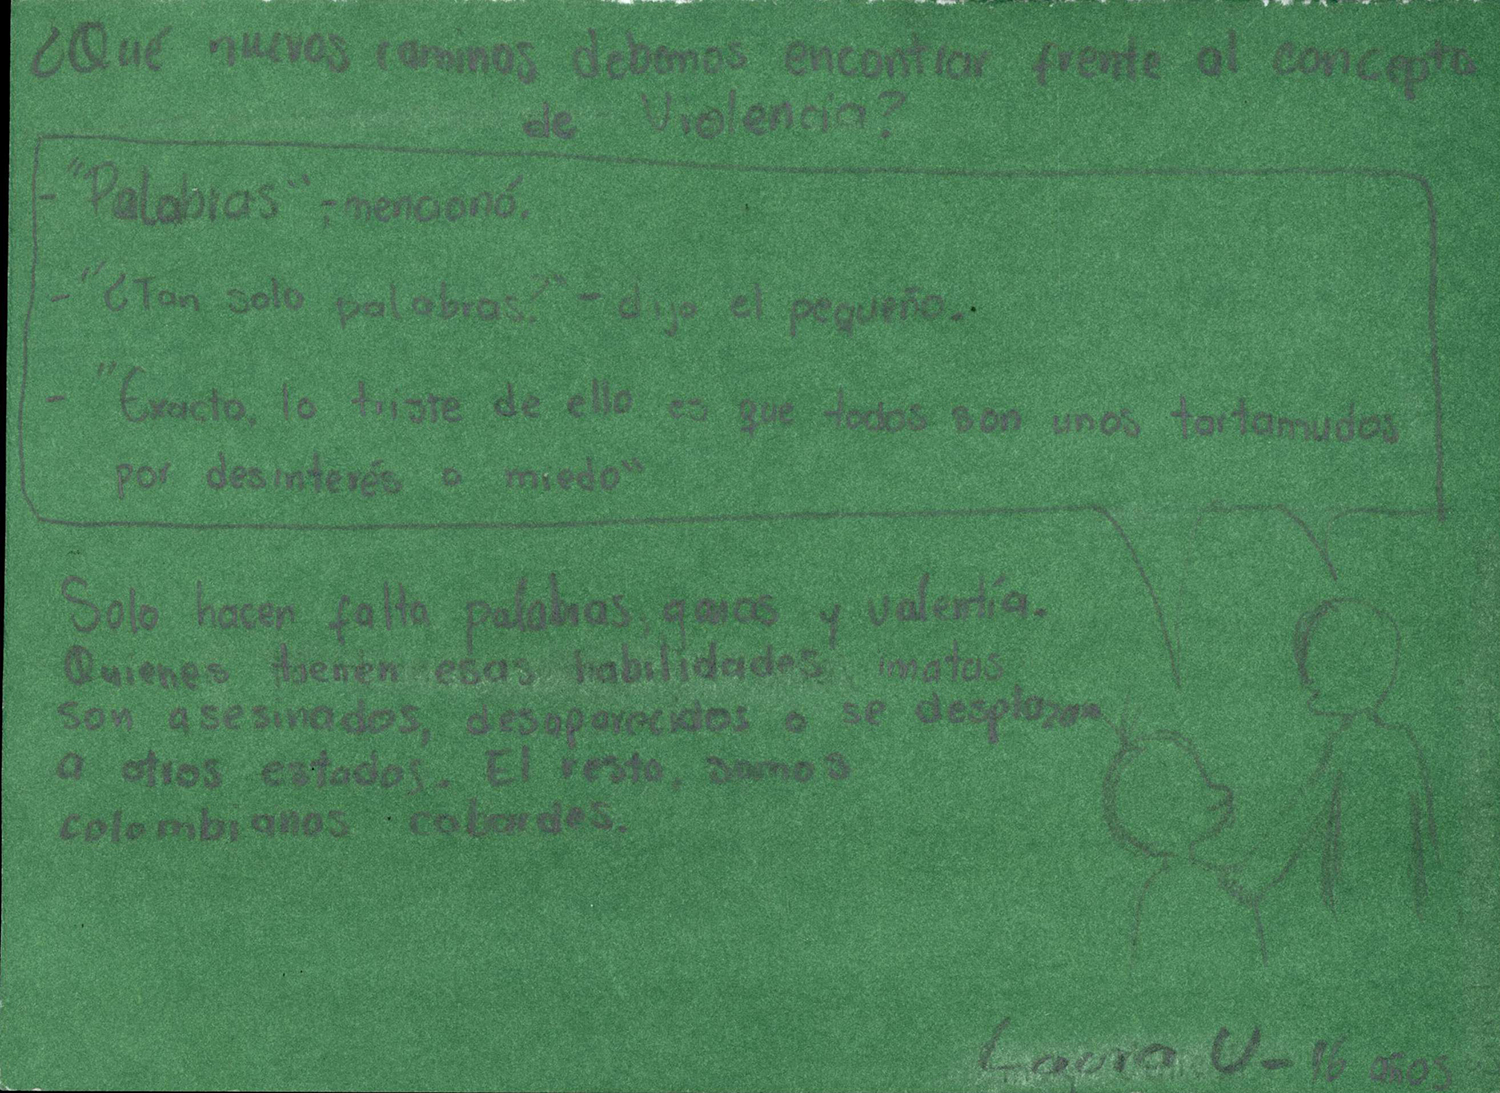 ¿Qué nuevos caminos debemos encontrar frente al concepto
de Violencia?
- "Palabras" -, mencionó.
- "¿Tan solo palabras?" - dijo el pequeño.
- "Exacto, lo triste de ello es que todos son unos tartamudos
por desinterés o miedo"
Solo hacen falta palabras, ganas y valentía.
Quienes tienen esas habilidades innatas
son asesinados, desaparecidos o se desplazan
a otros estados. El resto, somos
colombianos cobardes.
Laura U - 16 años